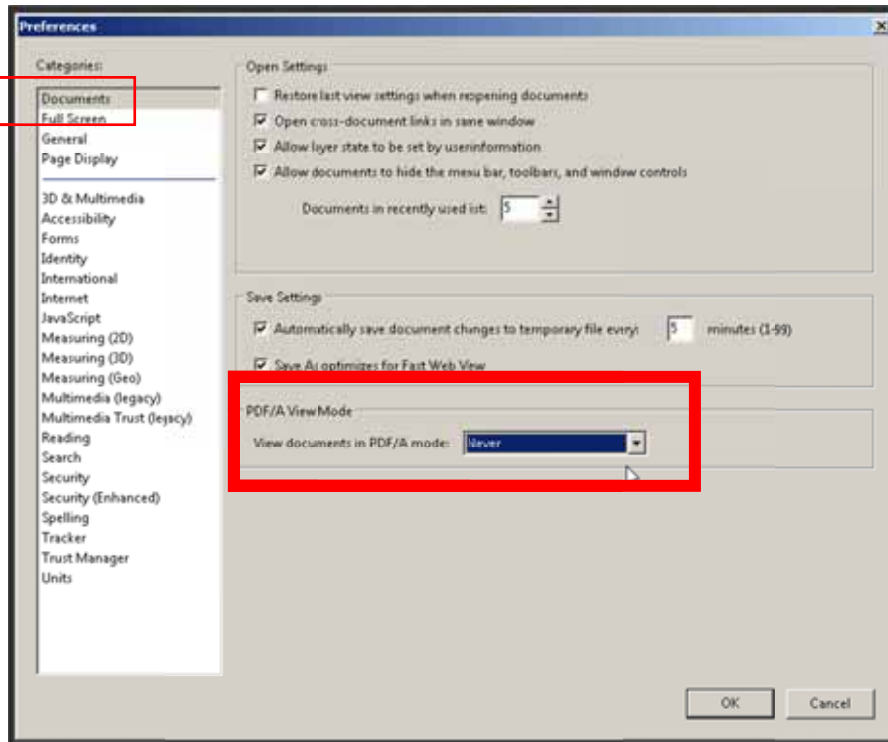 Preferences
Categories:
Documents
Full Screen
General
Page Display
3D & Multimedia
Accessibility
Forms
Identity
International
Internet
JavaScript
Measuring (2D)
Measuring (3D)
Measuring (Geo)
Multimedia (legacy)
Multimedia Trust (legacy)
Reading
Search
Security
Security (Enhanced)
Spelling
Tracker
Trust Manager
Units
Open Settings
Restore last view settings when reopening documents
Open cross-document links in same window
Allow layer state to be set by user information
Allow documents to hide the menu bar, toolbars, and window controls
Documents in recently used list: 5
Save Settings
Automatically save document changes to temporary file every: 5 minutes (1-99)
Save As optimizes for Fast Web View
PDF/A View Mode
View documents in PDF/A mode: Never
OK
Cancel